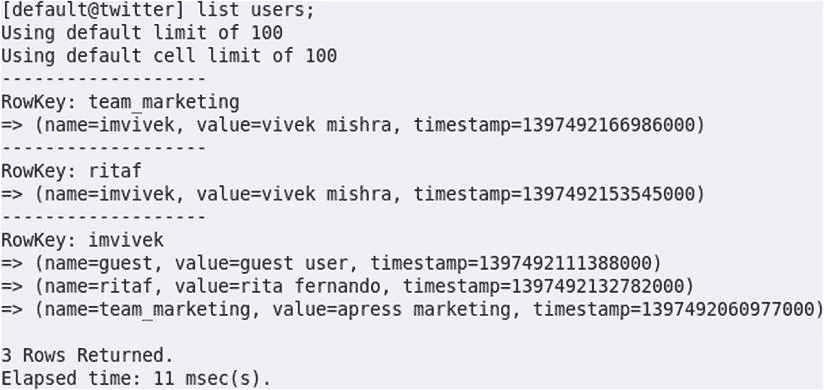 [default@twitter] list users;
Using default limit of 100
Using default cell limit of 100
-------------------
RowKey: team_marketing
=> (name=imvivek, value=vivek mishra, timestamp=1397492166986000)
-------------------
RowKey: ritaf
=> (name=imvivek, value=vivek mishra, timestamp=1397492153545000)
-------------------
RowKey: imvivek
=> (name=guest, value=guest user, timestamp=1397492111388000)
=> (name=ritaf, value=rita fernando, timestamp=1397492132782000)
=> (name=team_marketing, value=apress marketing, timestamp=1397492060977000)
3 Rows Returned.
Elapsed time: 11 msec(s).